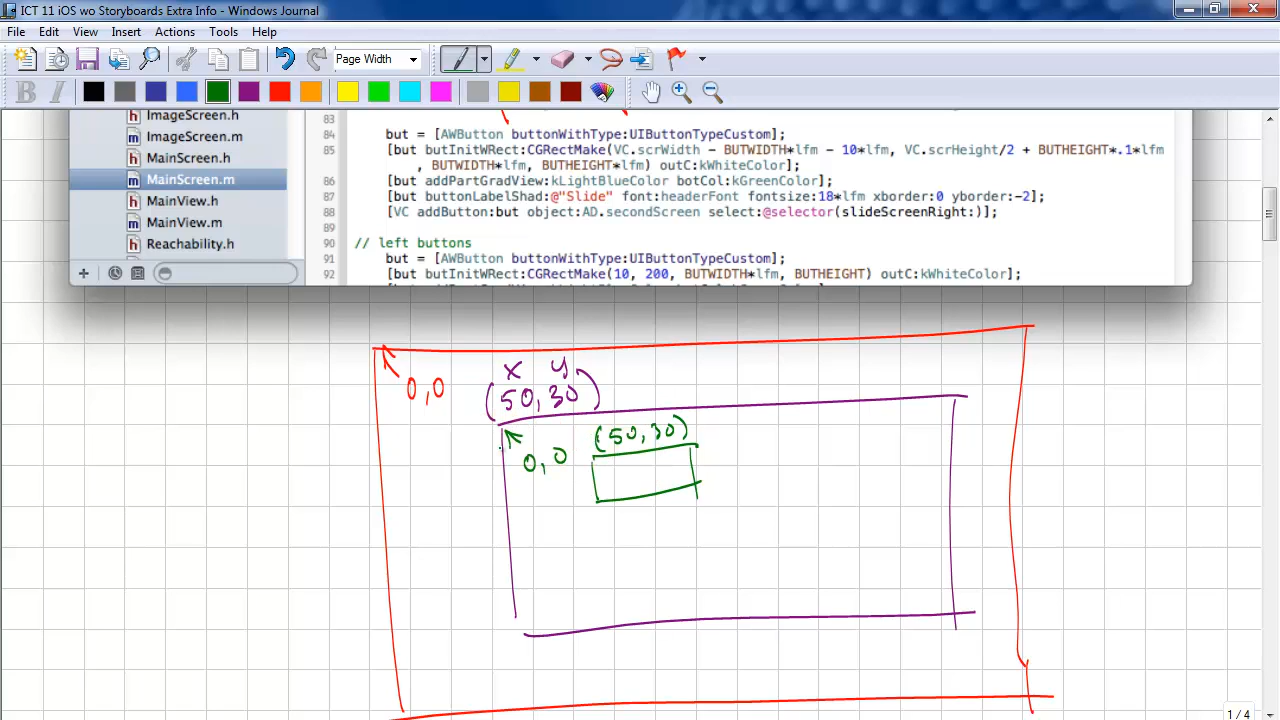 ICT 11 iOS wo Storyboards Extra Info - Windows Journal
File Edit View Insert Actions Tools Help
Page Width
B I
ImageScreen.h
ImageScreen.m
MainScreen.h
MainScreen.m
MainView.h
MainView.m
Reachability.h
83
84 but = [AWButton buttonWithType:UIButtonTypeCustom];
85 [but butInitWRect:CGRectMake(VC.scrWidth - BUTWIDTH*lfm - 10*lfm, VC.scrHeight/2 + BUTHEIGHT*.1*lfm
, BUTWIDTH*lfm, BUTHEIGHT*lfm) outC:kWhiteColor];
86 [but addPartGradView:kLightBlueColor botCol:kGreenColor];
87 [but buttonLabelShad:@"Slide" font:headerFont fontsize:18*lfm xborder:0 yborder:-2];
88 [VC addButton:but object:AD.secondScreen select:@selector(slideScreenRight:)];
89
90 // left buttons
91 but = [AWButton buttonWithType:UIButtonTypeCustom];
92 [but butInitWRect:CGRectMake(10, 200, BUTWIDTH*lfm, BUTHEIGHT) outC:kWhiteColor];
0,0
x y
(50,30)
0,0
(50,30)
1/4